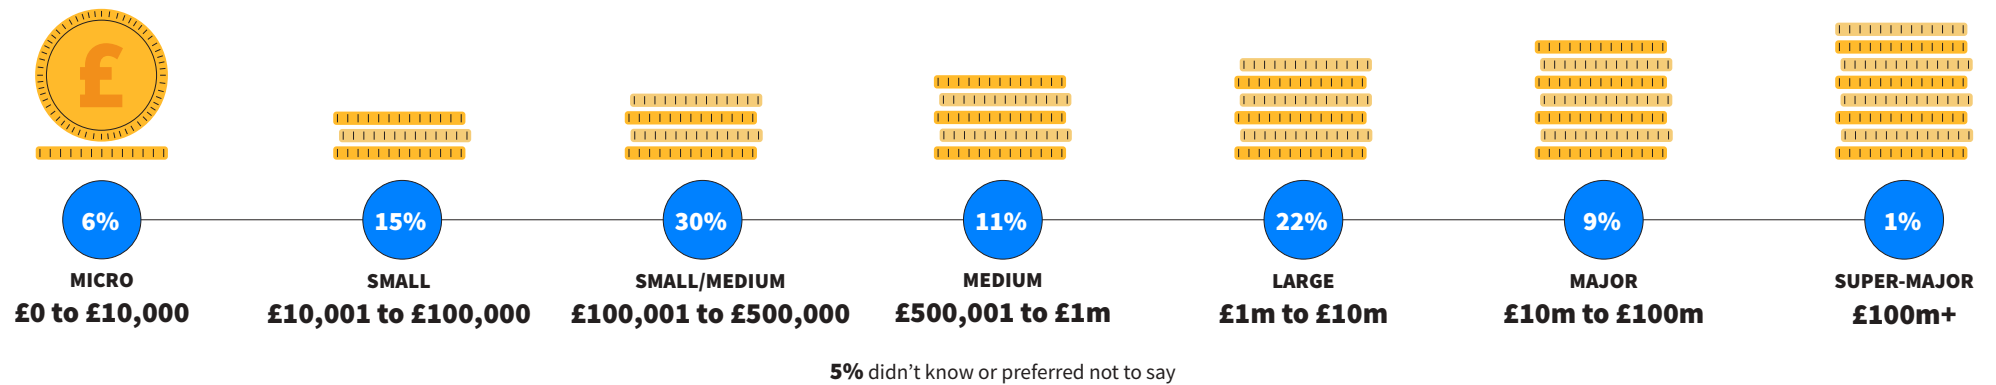 £
6% 15% 30% 11% 22% 9% 1%
MICRO SMALL SMALL/MEDIUM MEDIUM LARGE MAJOR SUPER-MAJOR
£0 to £10,000 £10,001 to £100,000 £100,001 to £500,000 £500,001 to £1m £1m to £10m £10m to £100m £100m+
5% didn’t know or preferred not to say